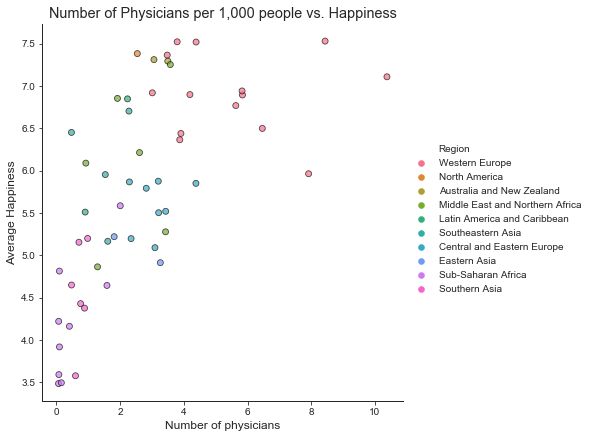 Number of Physicians per 1,000 people vs. Happiness
7.5
7.0
6.5
6.0
5.5
5.0
4.5
4.0
3.5
Average Happiness
0 2 4 6 8 10
Number of physicians
Region
Western Europe
North America
Australia and New Zealand
Middle East and Northern Africa
Latin America and Caribbean
Southeastern Asia
Central and Eastern Europe
Eastern Asia
Sub-Saharan Africa
Southern Asia